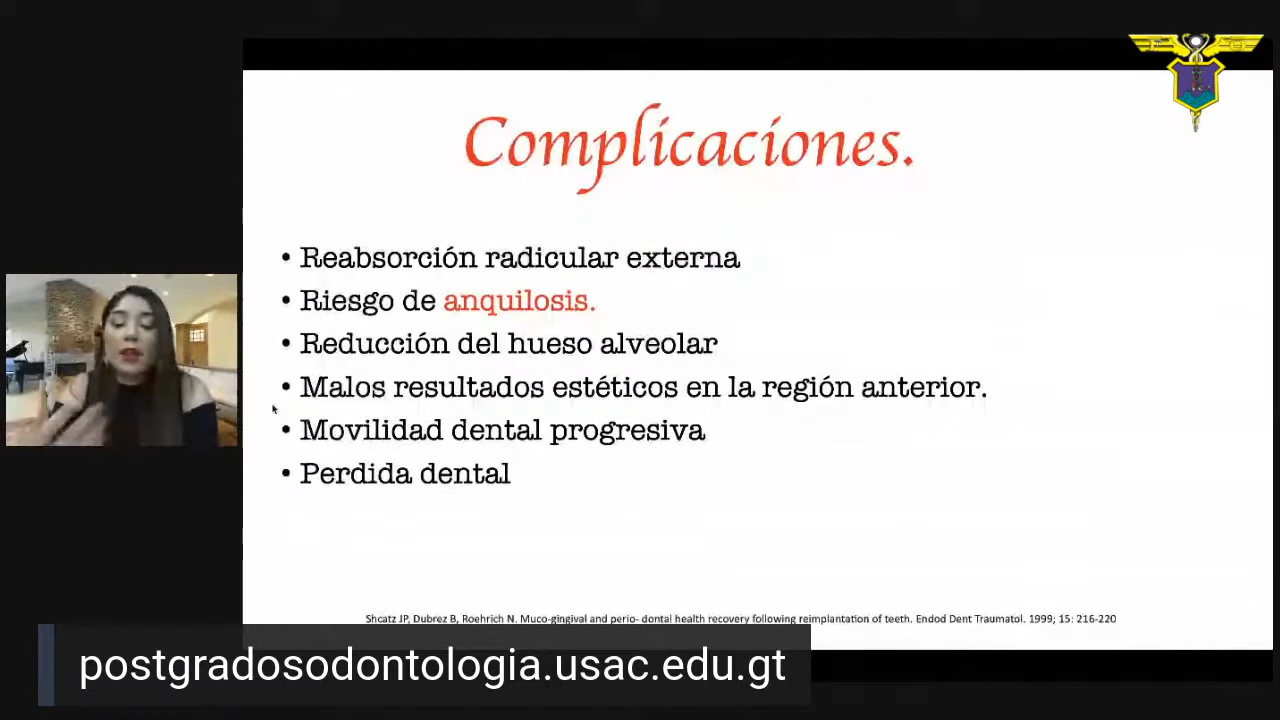 Complicaciones.
• Reabsorción radicular externa
• Riesgo de anquilosis.
• Reducción del hueso alveolar
• Malos resultados estéticos en la región anterior.
• Movilidad dental progresiva
• Perdida dental
Shcatz JP, Dubrez B, Roehrich N. Muco-gingival and perio- dontal health recovery following reimplantation of teeth. Endod Dent Traumatol. 1999; 15: 216-220
postgradosodontologia.usac.edu.gt